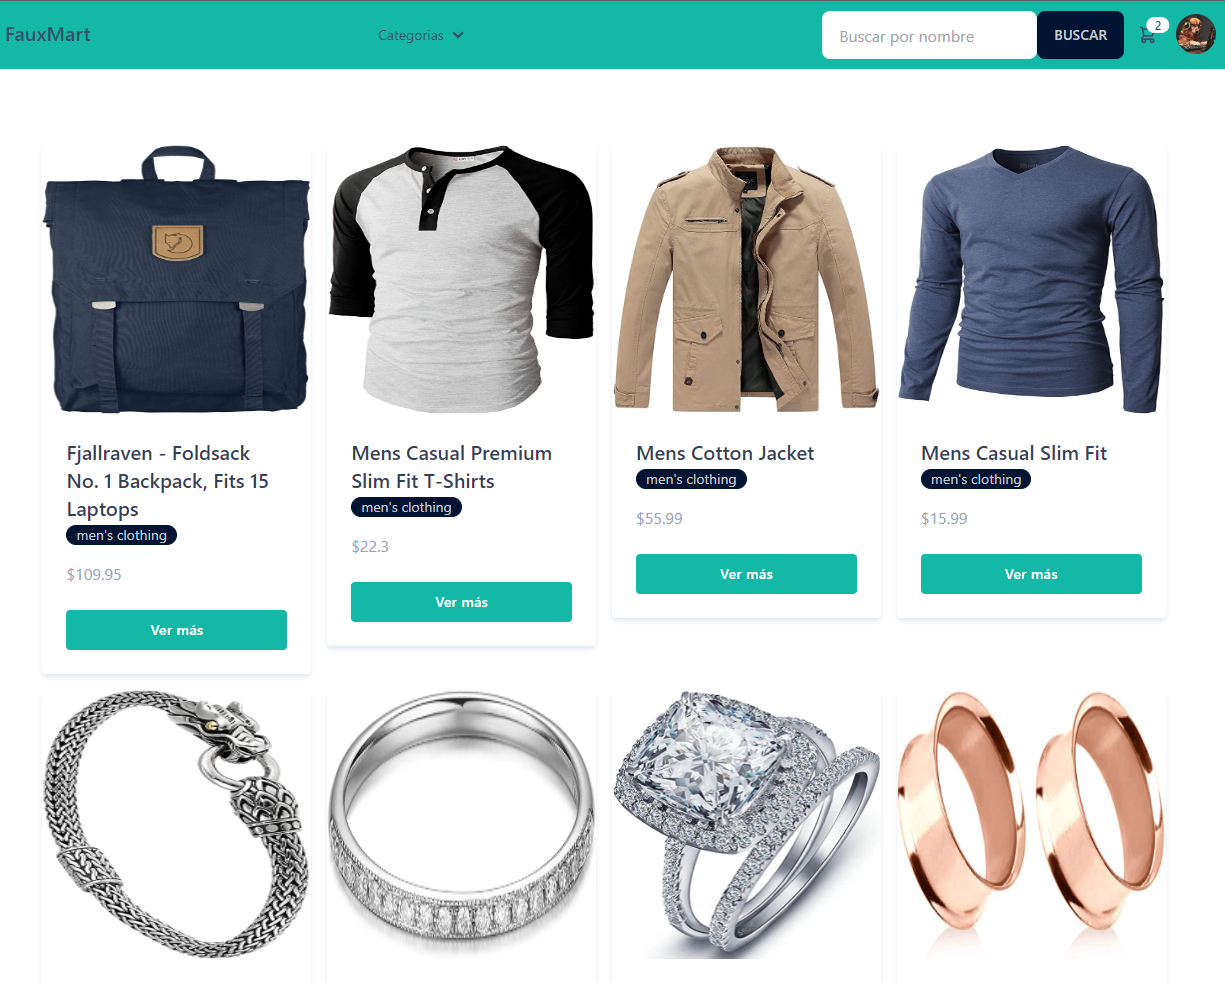 FauxMart
Categorias
Buscar por nombre
BUSCAR
2
Fjallraven - Foldsack
No. 1 Backpack, Fits 15
Laptops
men's clothing
$109.95
Ver más
Mens Casual Premium
Slim Fit T-Shirts
men's clothing
$22.3
Ver más
Mens Cotton Jacket
men's clothing
$55.99
Ver más
Mens Casual Slim Fit
men's clothing
$15.99
Ver más